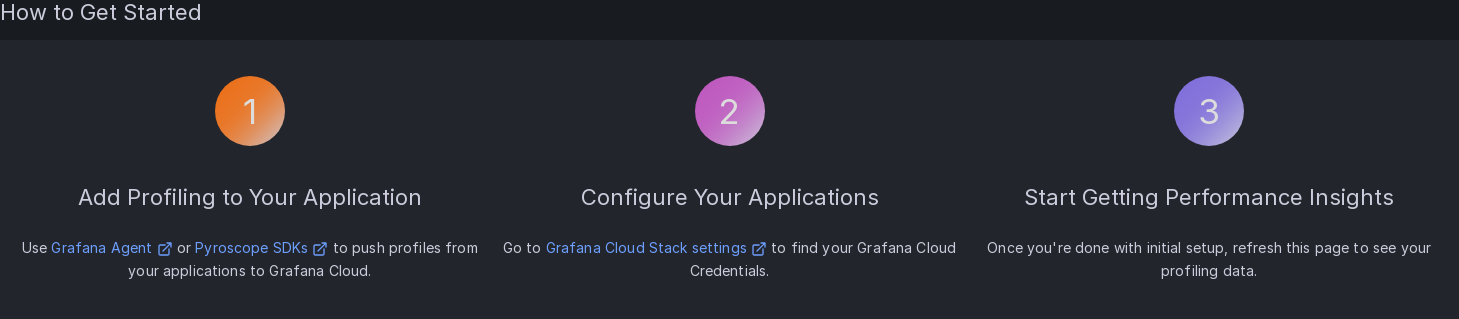 How to Get Started
1
Add Profiling to Your Application
Use Grafana Agent or Pyroscope SDKs to push profiles from
your applications to Grafana Cloud.
2
Configure Your Applications
Go to Grafana Cloud Stack settings to find your Grafana Cloud
Credentials.
3
Start Getting Performance Insights
Once you're done with initial setup, refresh this page to see your
profiling data.